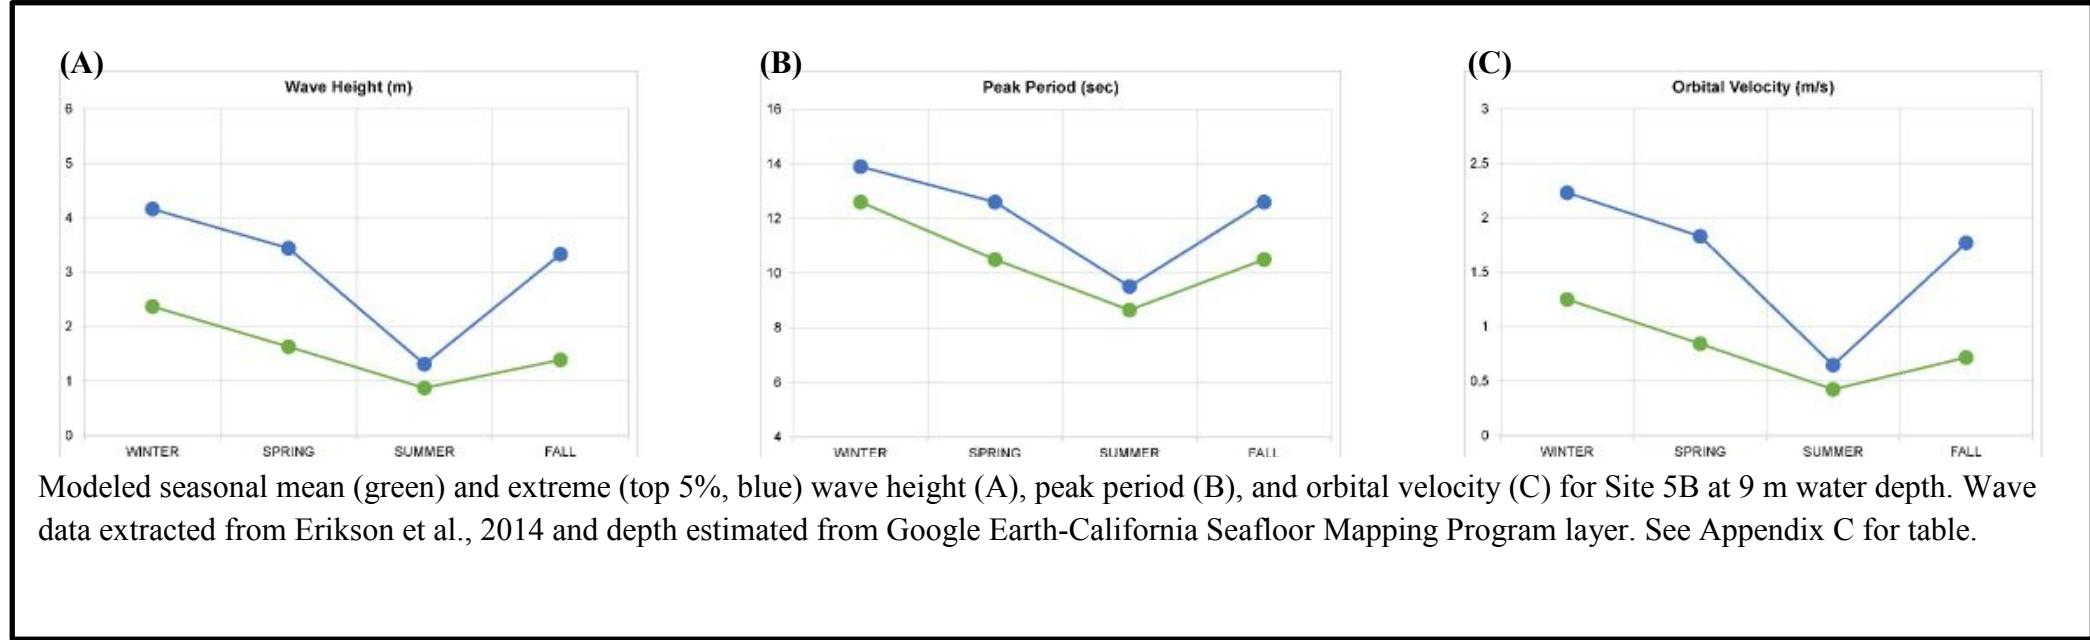 (A)
Wave Height (m)
6
5
4
3
2
1
0
WINTER SPRING SUMMER FALL
(B)
Peak Period (sec)
16
14
12
10
8
6
4
WINTER SPRING SUMMER FALL
(C)
Orbital Velocity (m/s)
3
2.5
2
1.5
1
0.5
0
WINTER SPRING SUMMER FALL
Modeled seasonal mean (green) and extreme (top 5%, blue) wave height (A), peak period (B), and orbital velocity (C) for Site 5B at 9 m water depth. Wave
data extracted from Erikson et al., 2014 and depth estimated from Google Earth-California Seafloor Mapping Program layer. See Appendix C for table.